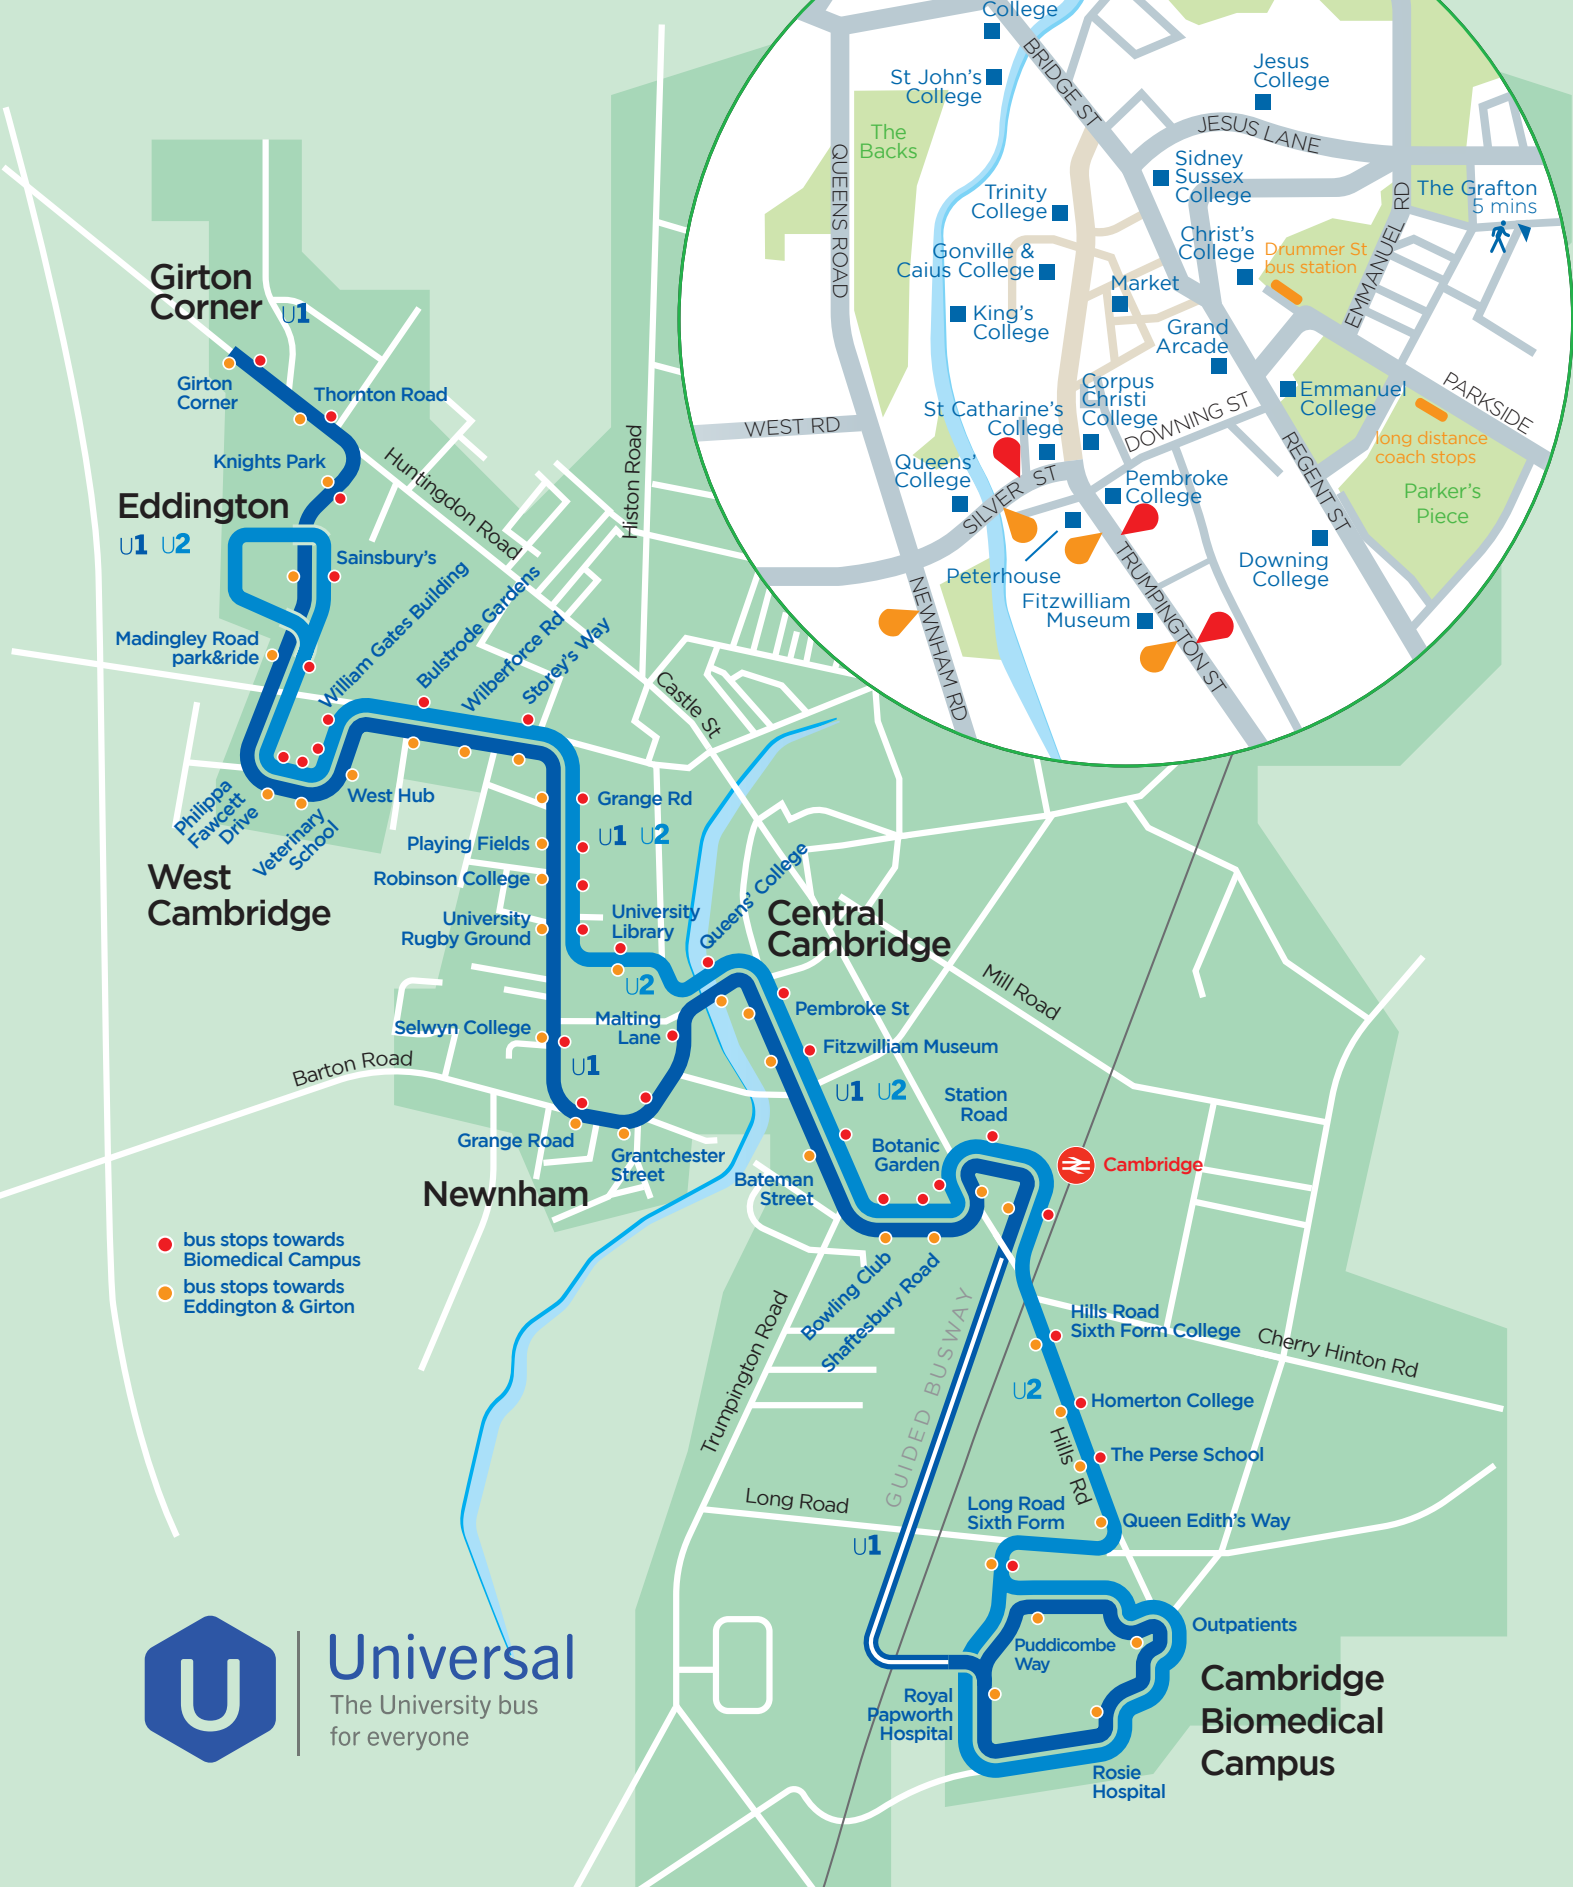 College
St John's
College
The
Backs
QUEENS ROAD
BRIDGE ST
Jesus
College
JESUS LANE
Sidney
Sussex
College
Trinity
College
Gonville &
Caius College
King's
College
Christ's
College
Drummer St
bus station
EMMANUEL RD
The Grafton
5 mins
Market
Grand
Arcade
WEST RD
St Catharine's
College
Corpus
Christi
College
DOWNING ST
Emmanuel
College
PARKSIDE
long distance
coach stops
Parker's
Piece
REGENT ST
Queens'
College
SILVER ST
Pembroke
College
Peterhouse
Fitzwilliam
Museum
TRUMPINGTON ST
Downing
College
NEWNHAM RD
Girton
Corner
U1
Girton
Corner
Thornton Road
Knights Park
Huntingdon Road
Histon Road
Eddington
U1 U2
Sainsbury's
Madingley Road
park&ride
William Gates Building
Bulstrode Gardens
Wilberforce Rd
Storey's Way
Castle St
Philippa
Fawcett
Drive
Veterinary
School
West Hub
West
Cambridge
Grange Rd
U1 U2
Playing Fields
Robinson College
University
Rugby Ground
University
Library
U2
Queens' College
Central
Cambridge
Mill Road
Selwyn College
Malting
Lane
Pembroke St
Fitzwilliam Museum
Barton Road
U1
U1 U2
Station
Road
Grange Road
Grantchester
Street
Newnham
Bateman
Street
Botanic
Garden
Cambridge
bus stops towards
Biomedical Campus
bus stops towards
Eddington & Girton
Bowling Club
Shaftesbury Road
Trumpington Road
GUIDED BUSWAY
Hills Road
Sixth Form College
Cherry Hinton Rd
U2
Homerton College
Hills Rd
The Perse School
Long Road
Long Road
Sixth Form
Queen Edith's Way
U1
Puddicombe
Way
Outpatients
Royal
Papworth
Hospital
Rosie
Hospital
Cambridge
Biomedical
Campus
U
Universal
The University bus
for everyone